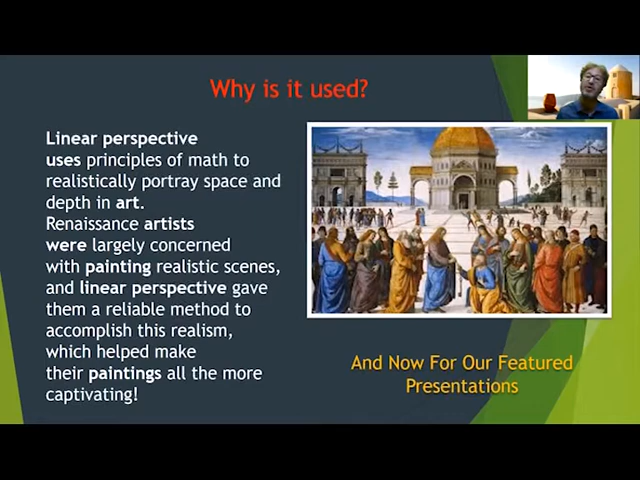 Why is it used?
Linear perspective
uses principles of math to
realistically portray space and
depth in art.
Renaissance artists
were largely concerned
with painting realistic scenes,
and linear perspective gave
them a reliable method to
accomplish this realism,
which helped make
their paintings all the more
captivating!
And Now For Our Featured
Presentations